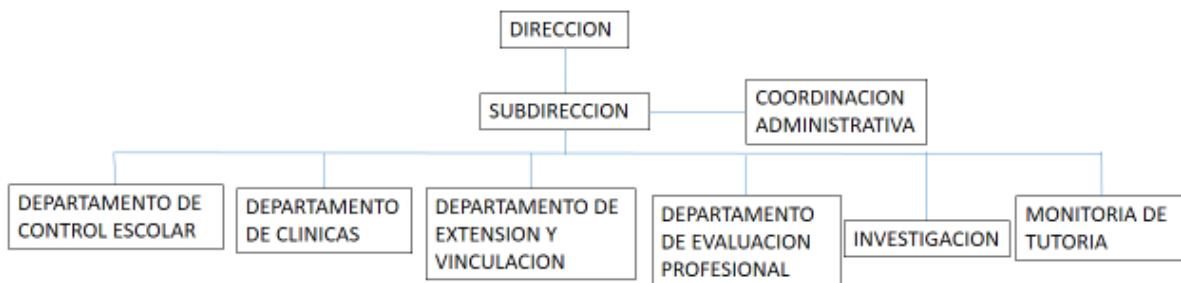 DIRECCION
SUBDIRECCION
COORDINACION
ADMINISTRATIVA
DEPARTAMENTO DE
CONTROL ESCOLAR
DEPARTAMENTO
DE CLINICAS
DEPARTAMENTO DE
EXTENSION Y
VINCULACION
DEPARTAMENTO
DE EVALUACION
PROFESIONAL
INVESTIGACION
MONITORIA DE
TUTORIA